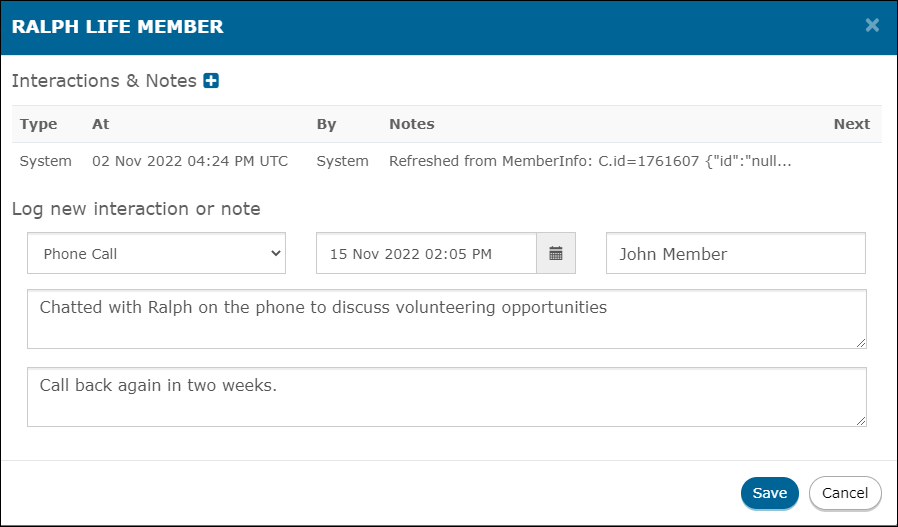 RALPH LIFE MEMBER
Interactions & Notes
Type At By Notes Next
System 02 Nov 2022 04:24 PM UTC System Refreshed from MemberInfo: C.id=1761607 {"id":"null...
Log new interaction or note
Phone Call 15 Nov 2022 02:05 PM John Member
Chatted with Ralph on the phone to discuss volunteering opportunities
Call back again in two weeks.
Save Cancel